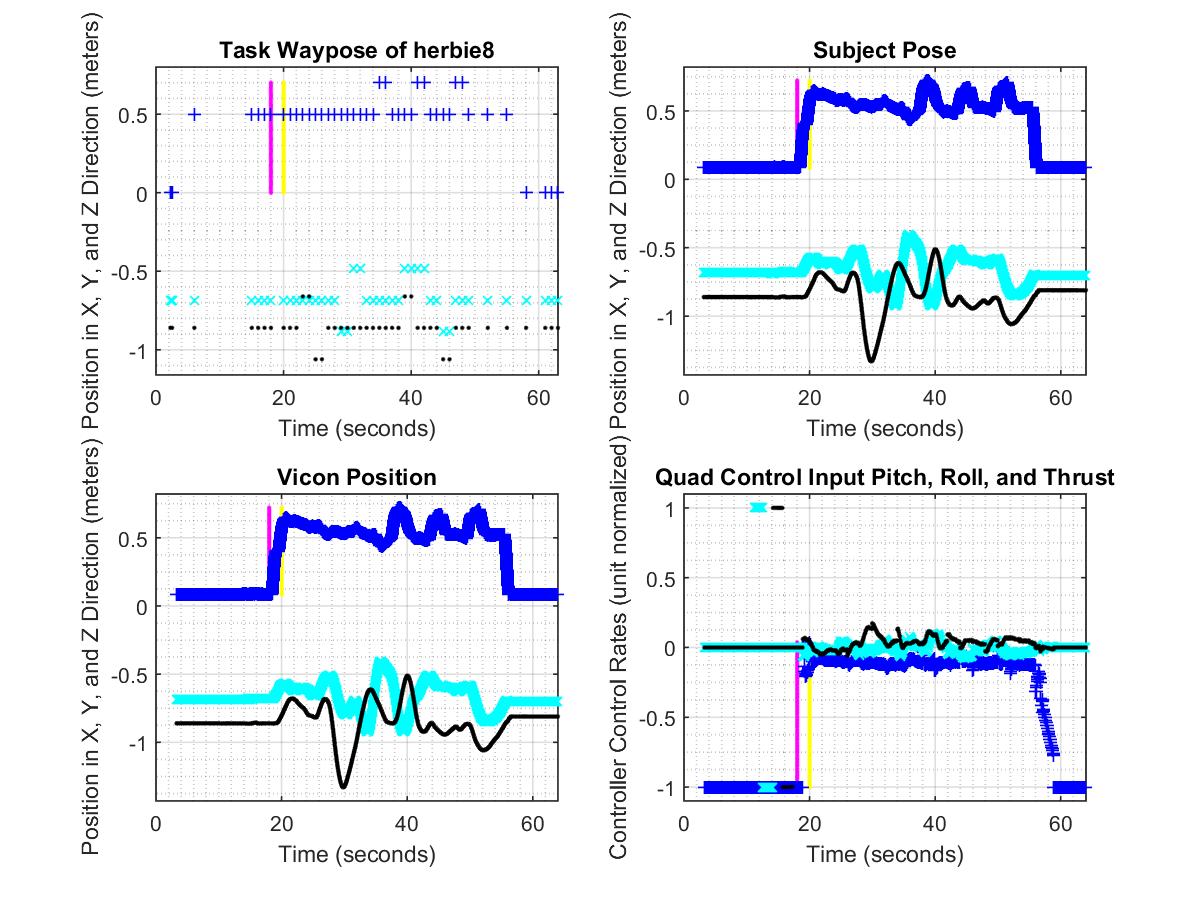 Task Waypose of herbie8
Position in X, Y, and Z Direction (meters)
0.5
0
-0.5
-1
0 20 40 60
Time (seconds)
Subject Pose
Position in X, Y, and Z Direction (meters)
0.5
0
-0.5
-1
0 20 40 60
Time (seconds)
Vicon Position
Position in X, Y, and Z Direction (meters)
0.5
0
-0.5
-1
0 20 40 60
Time (seconds)
Quad Control Input Pitch, Roll, and Thrust
Controller Control Rates (unit normalized)
1
0.5
0
-0.5
-1
0 20 40 60
Time (seconds)